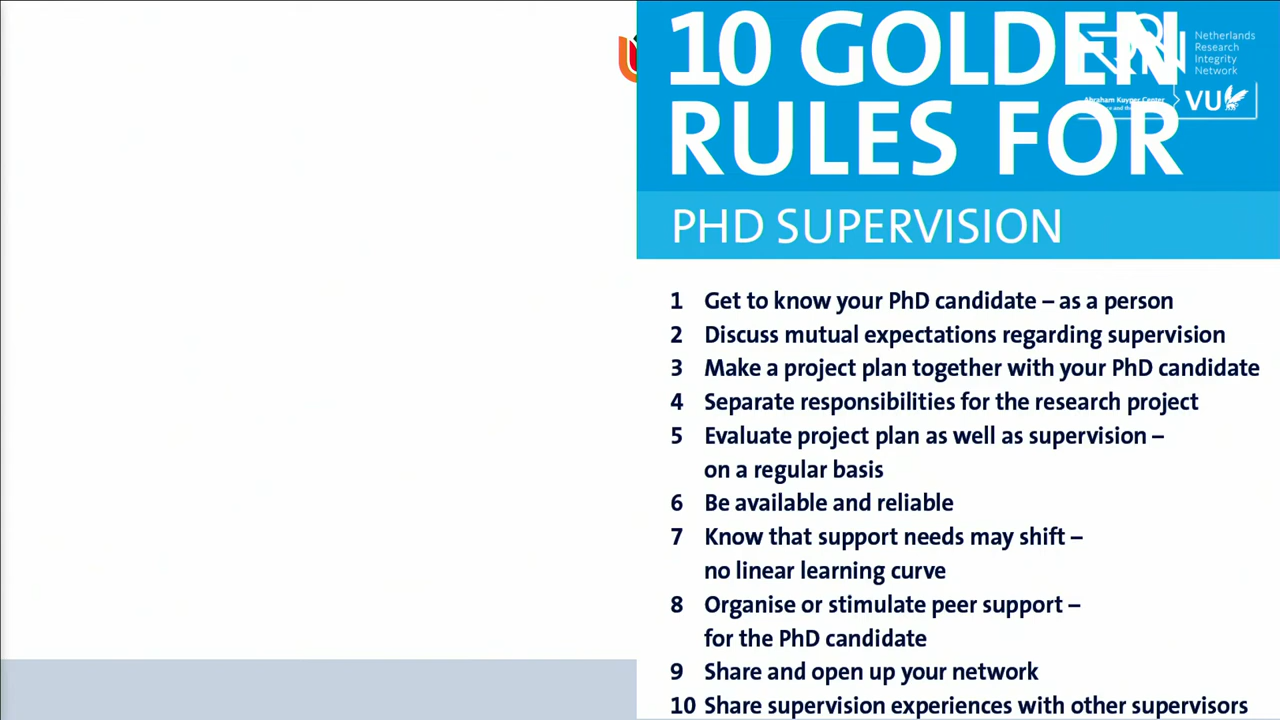 10 GOLDEN
RULES FOR
PHD SUPERVISION
Netherlands
Research
Integrity
Network
Abraham Kuyper Center
VU
1 Get to know your PhD candidate – as a person
2 Discuss mutual expectations regarding supervision
3 Make a project plan together with your PhD candidate
4 Separate responsibilities for the research project
5 Evaluate project plan as well as supervision –
on a regular basis
6 Be available and reliable
7 Know that support needs may shift –
no linear learning curve
8 Organise or stimulate peer support –
for the PhD candidate
9 Share and open up your network
10 Share supervision experiences with other supervisors